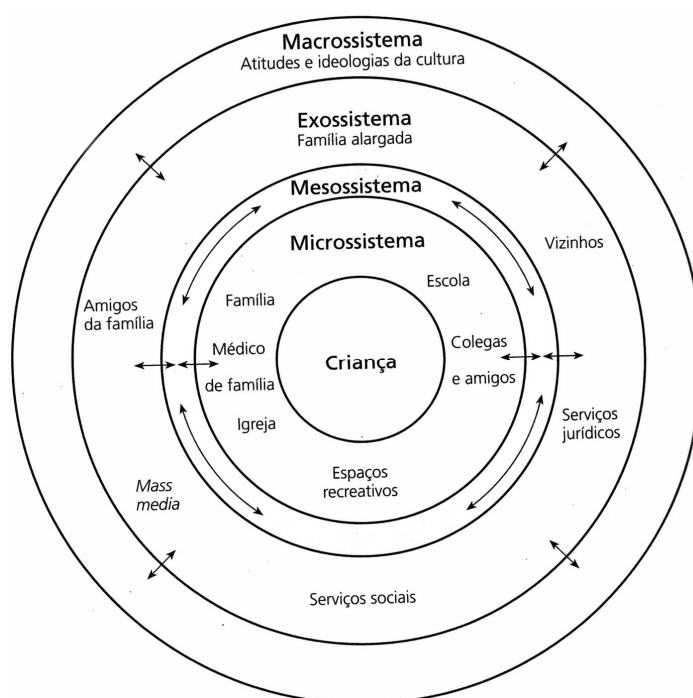 Macrossistema
Atitudes e ideologias da cultura
Exossistema
Família alargada
Mesossistema
Microssistema
Vizinhos
Escola
Família
Amigos
da família
Médico
de família
Criança
Colegas
e amigos
Igreja
Serviços
jurídicos
Espaços
recreativos
Mass
media
Serviços sociais